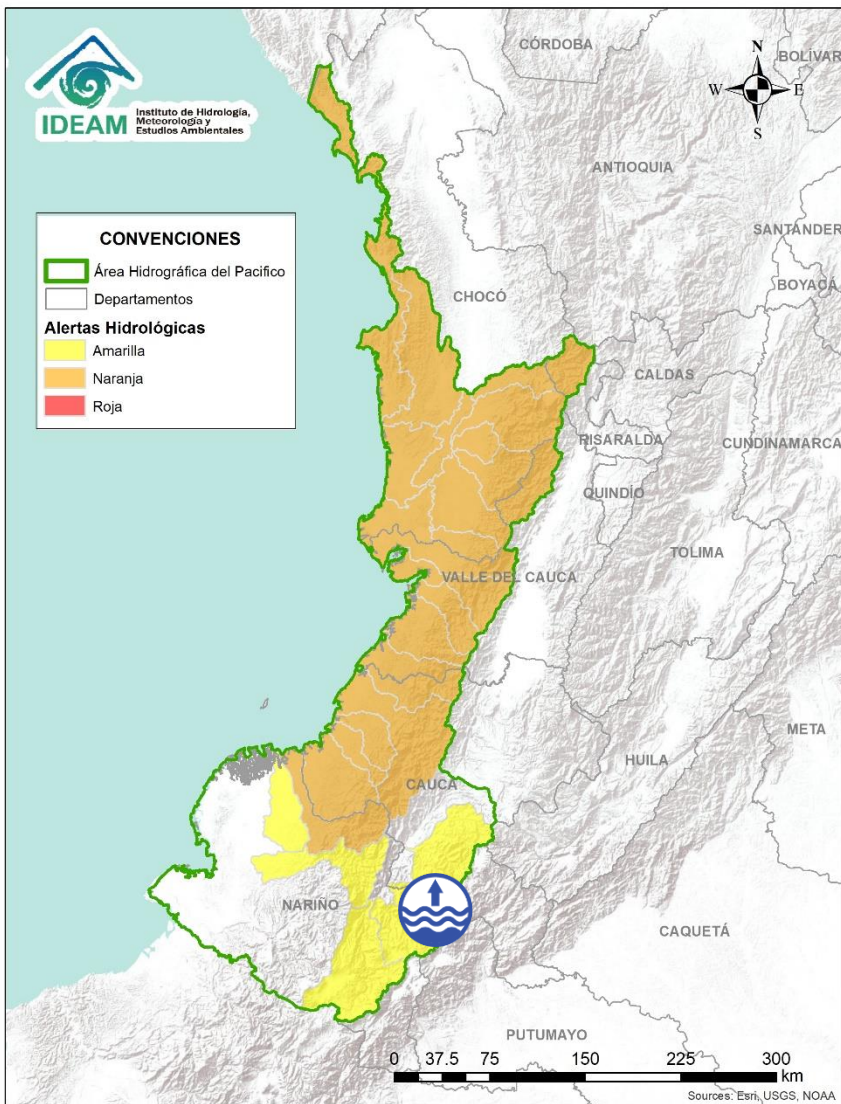 IDEAM
Instituto de Hidrología,
Meteorología y
Estudios Ambientales
CÓRDOBA
BOLÍVAR
N
W
E
S
ANTIOQUIA
SANTANDER
BOYACÁ
CONVENCIONES
Área Hidrográfica del Pacifico
Departamentos
Alertas Hidrológicas
Amarilla
Naranja
Roja
CHOCÓ
CALDAS
RISARALDA
CUNDINAMARCA
QUINDÍO
TOLIMA
VALLE DEL CAUCA
META
HUILA
CAUCA
NARIÑO
CAQUETÁ
PUTUMAYO
0 37.5 75 150 225 300
km
Sources: Esri, USGS, NOAA